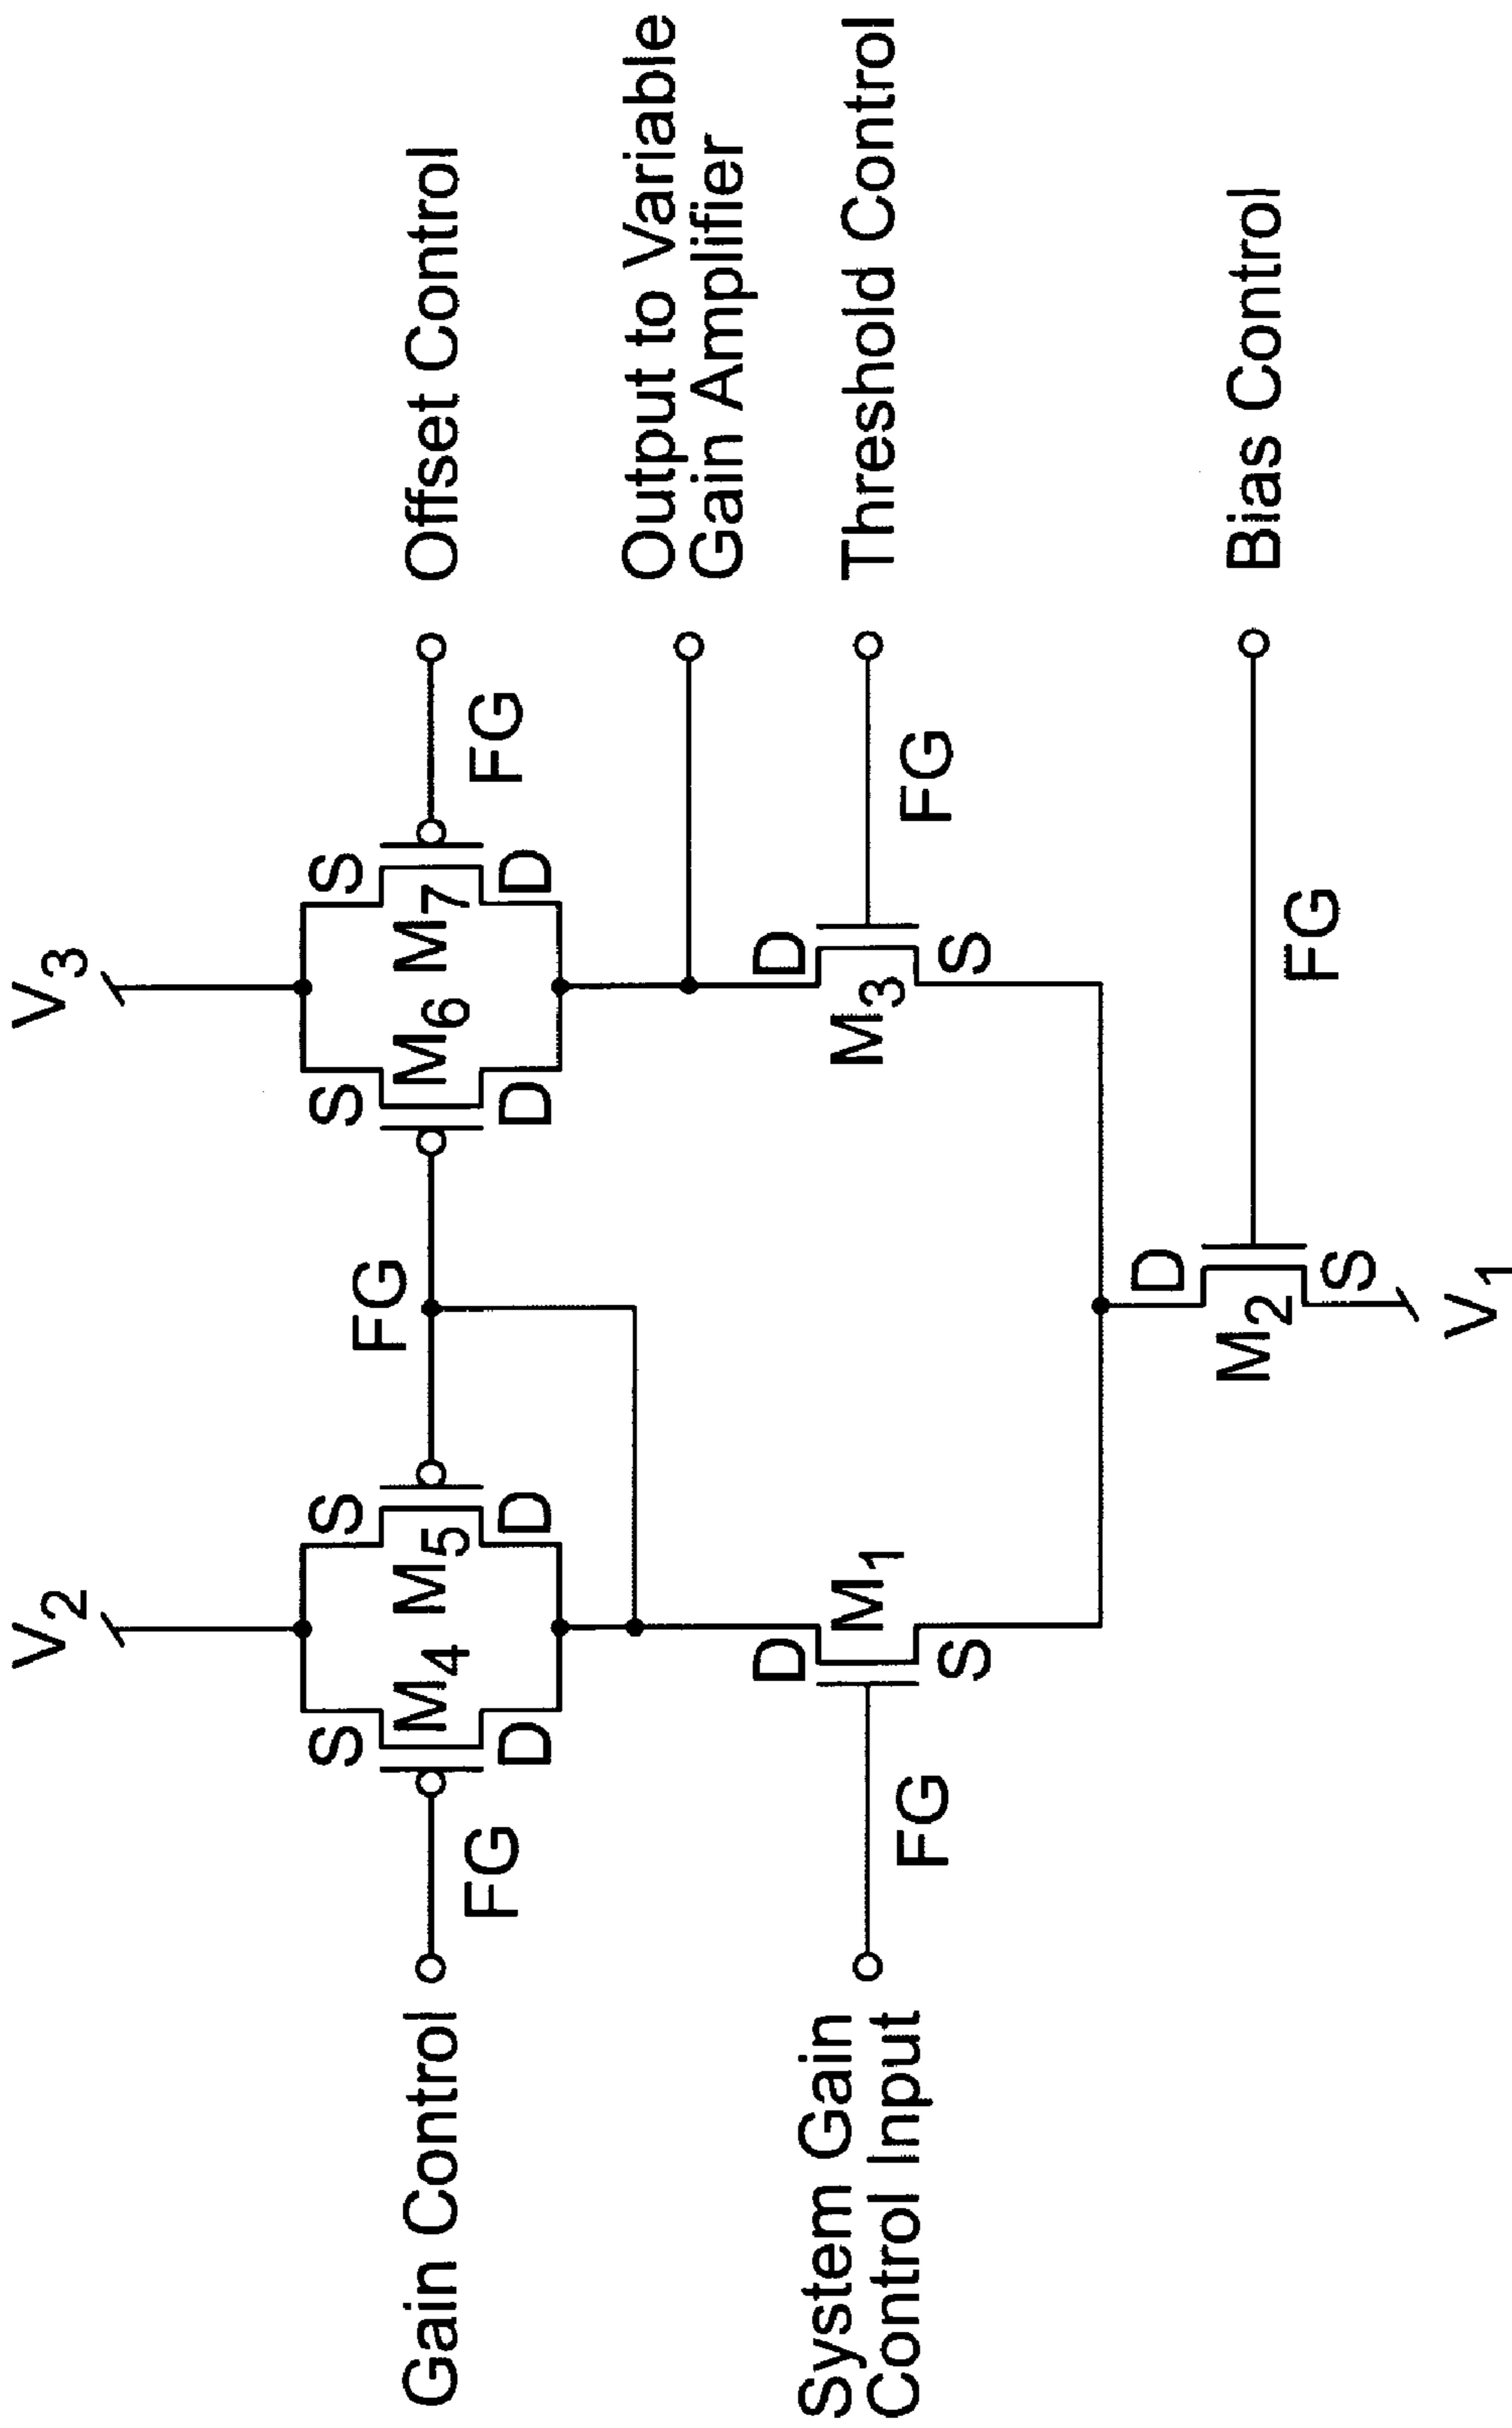 V2
V3
S
S
S
S
M4
M5
M6
M7
Gain Control
FG
FG
FG
Offset Control
D
D
D
D
Output to Variable
Gain Amplifier
D
D
System Gain
Control Input
FG
M1
M3
FG
Threshold Control
S
S
D
M2
FG
Bias Control
S
V1